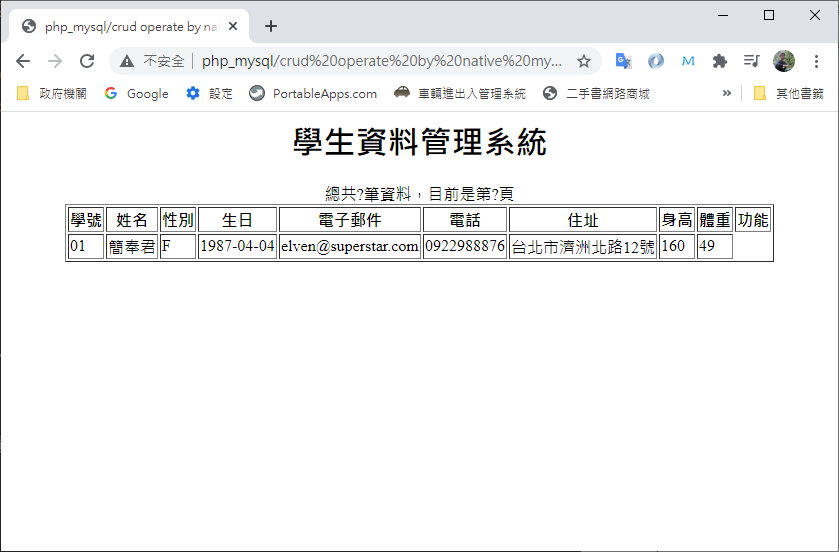 php_mysql/crud operate by nat
不安全 php_mysql/crud%20operate%20by%20native%20my...
政府機關 Google 設定 PortableApps.com 車輛進出入管理系統 二手書網路商城 » 其他書籤
學生資料管理系統
總共?筆資料，目前是第?頁
學號 姓名 性別 生日 電子郵件 電話 住址 身高 體重 功能
01 簡奉君 F 1987-04-04 elven@superstar.com 0922988876 台北市濟洲北路12號 160 49